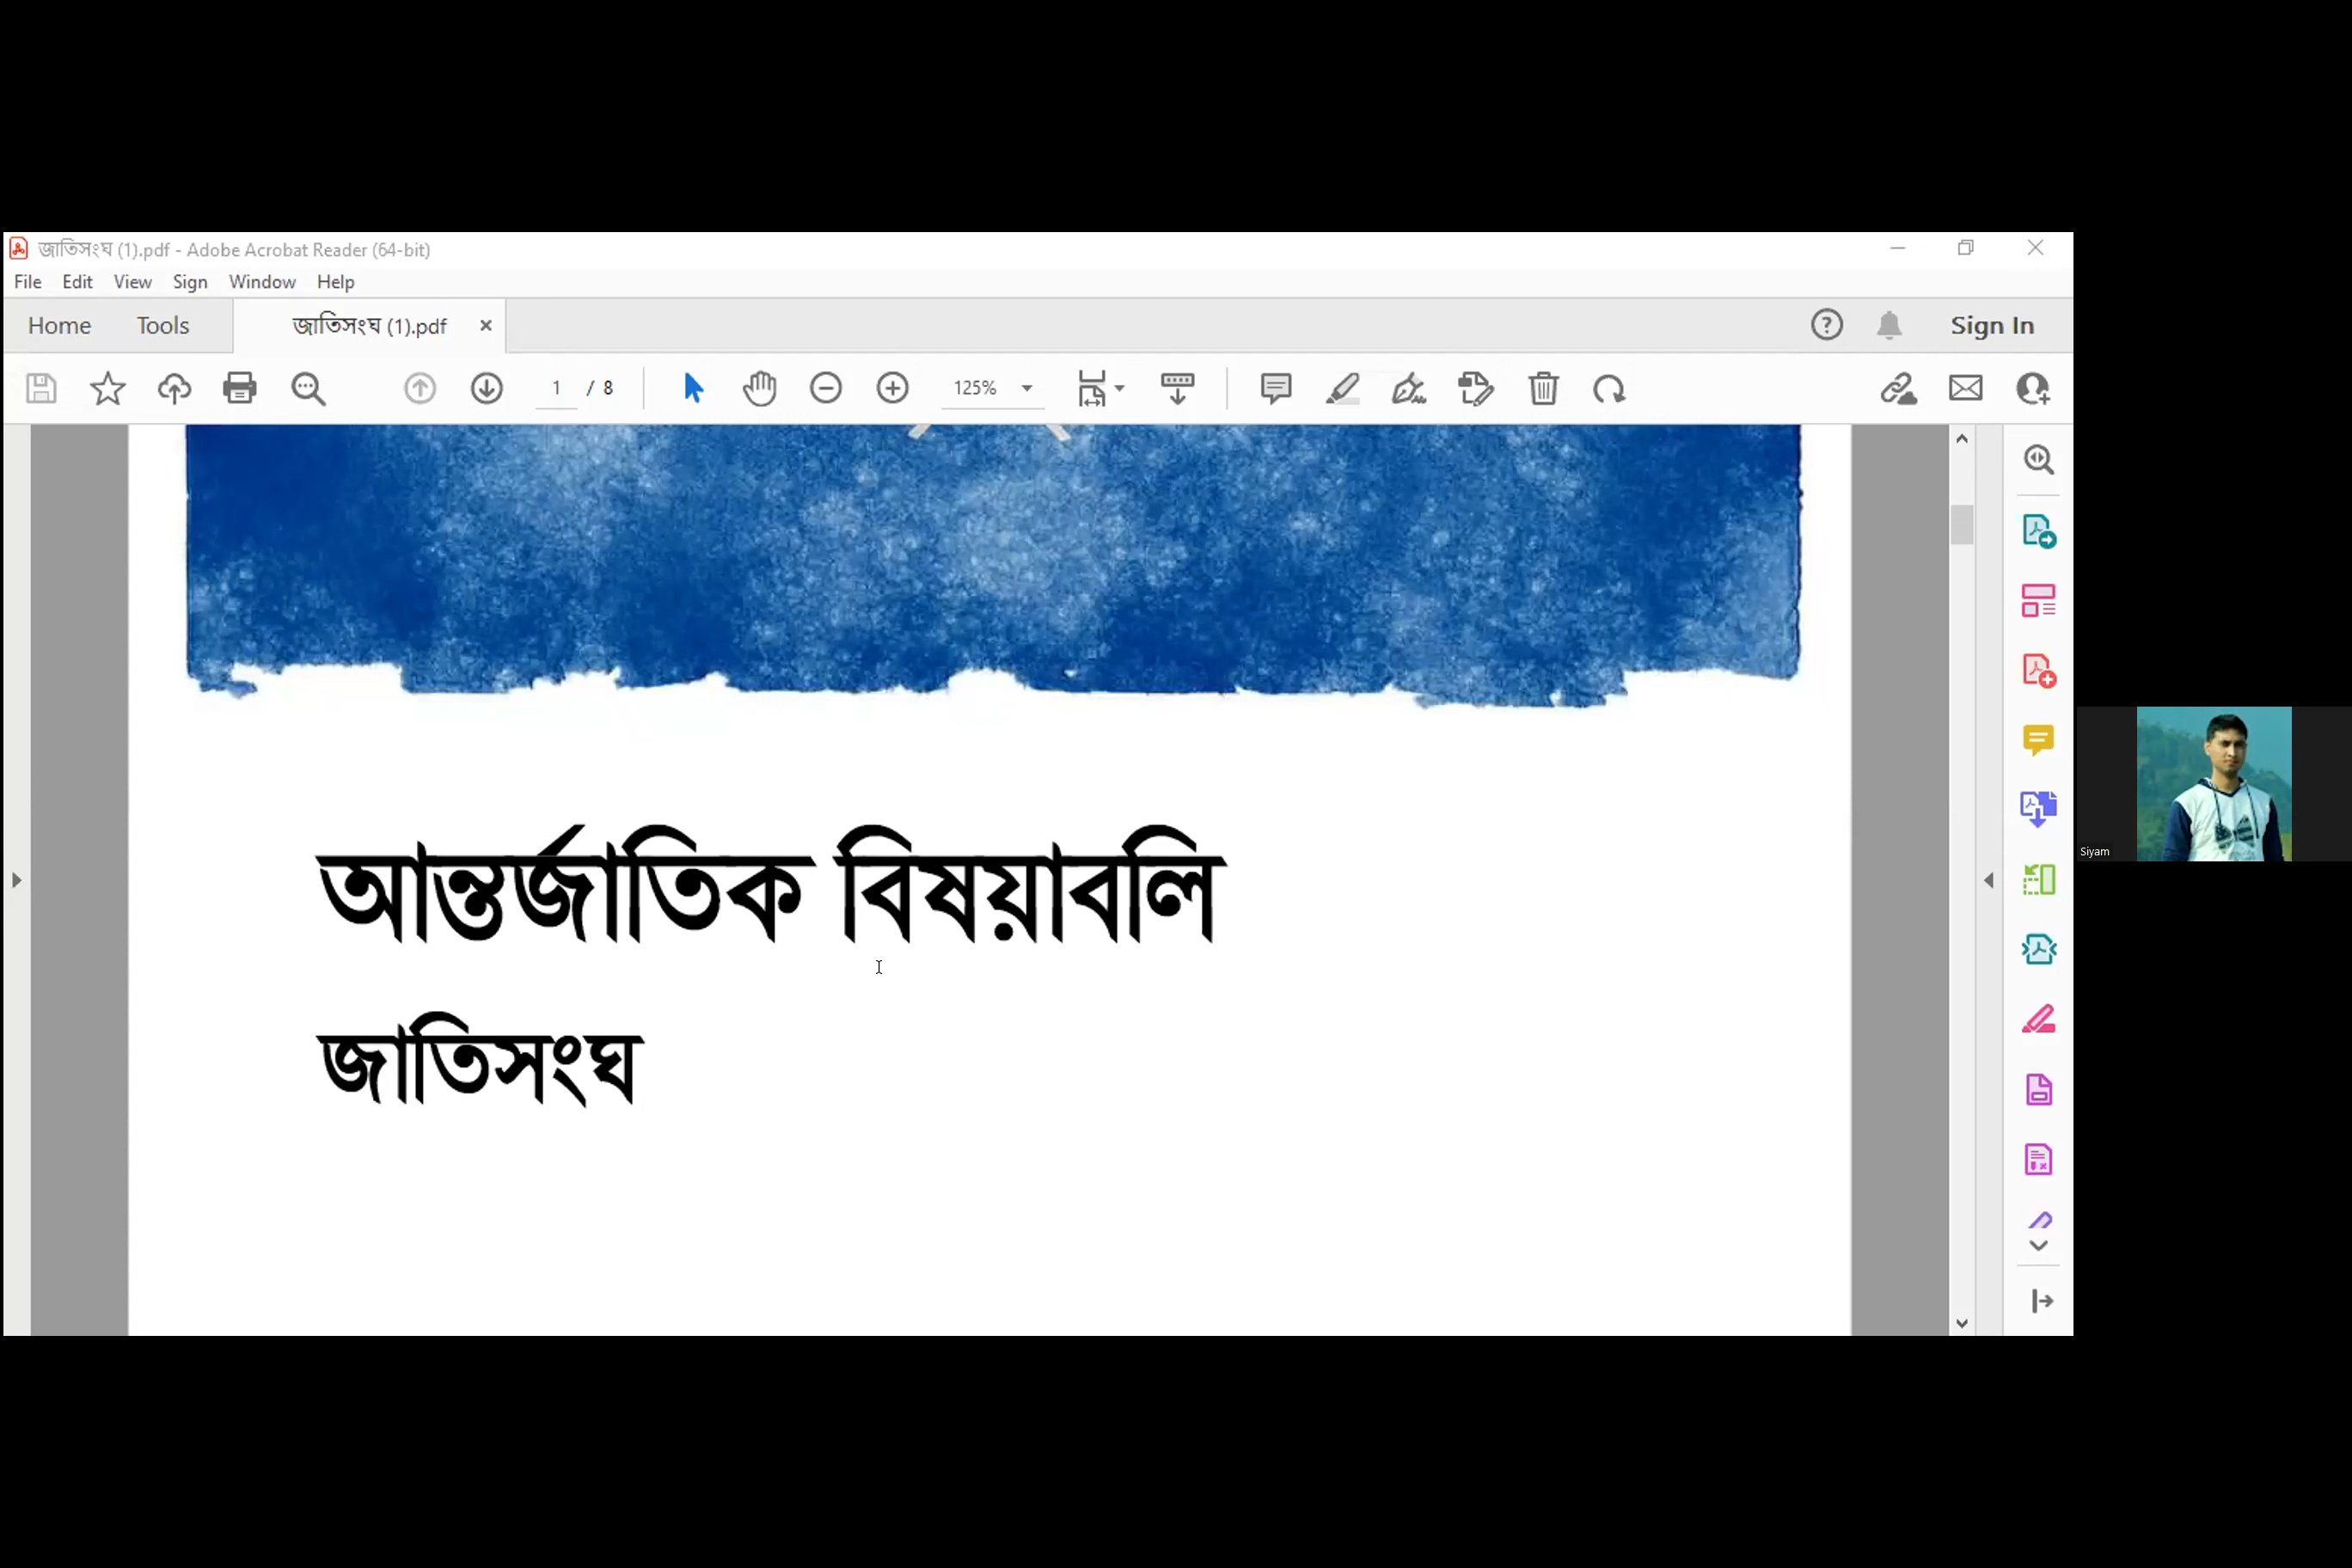 জাতিসংঘ (1).pdf - Adobe Acrobat Reader (64-bit)
File Edit View Sign Window Help
Home Tools জাতিসংঘ (1).pdf × Sign In
1 / 8 125%
আন্তর্জাতিক বিষয়াবলি
জাতিসংঘ
Siyam